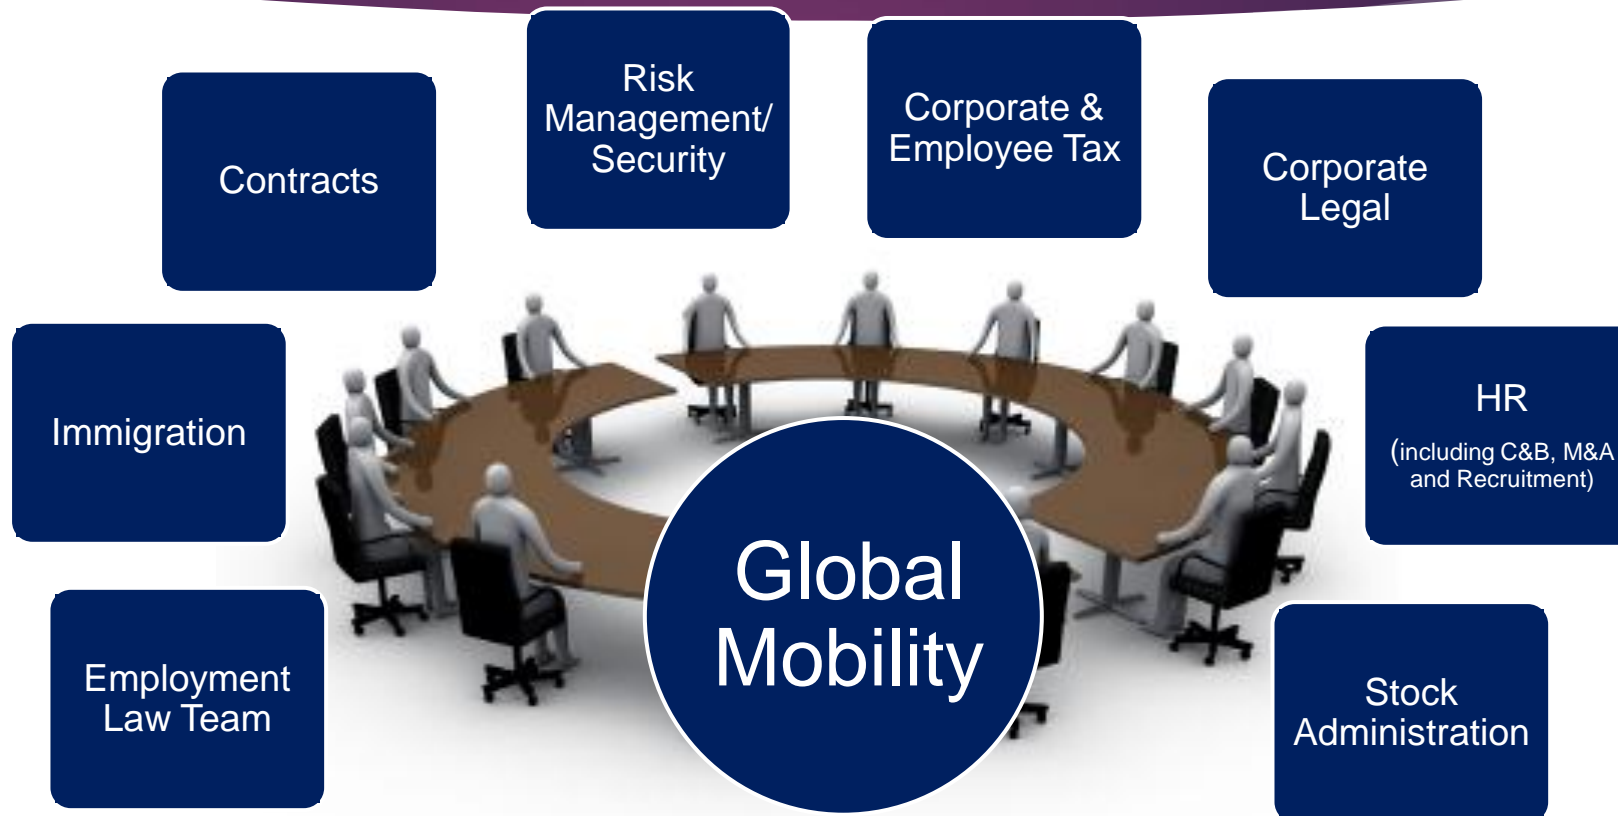 Risk
Management/
Security
Corporate &
Employee Tax
Contracts
Corporate
Legal
Immigration
HR
(including C&B, M&A
and Recruitment)
Global
Mobility
Employment
Law Team
Stock
Administration